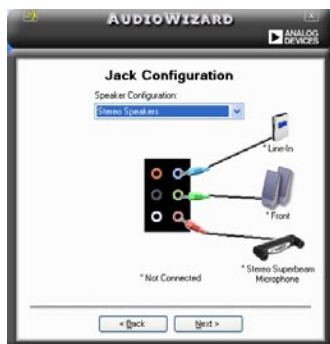 AUDIOWIZARD
ANALOG
DEVICES
Jack Configuration
Speaker Configuration:
Stereo Speakers
* Line-In
* Front
* Not Connected
* Stereo Superbeam
Microphone
< Back
Next >